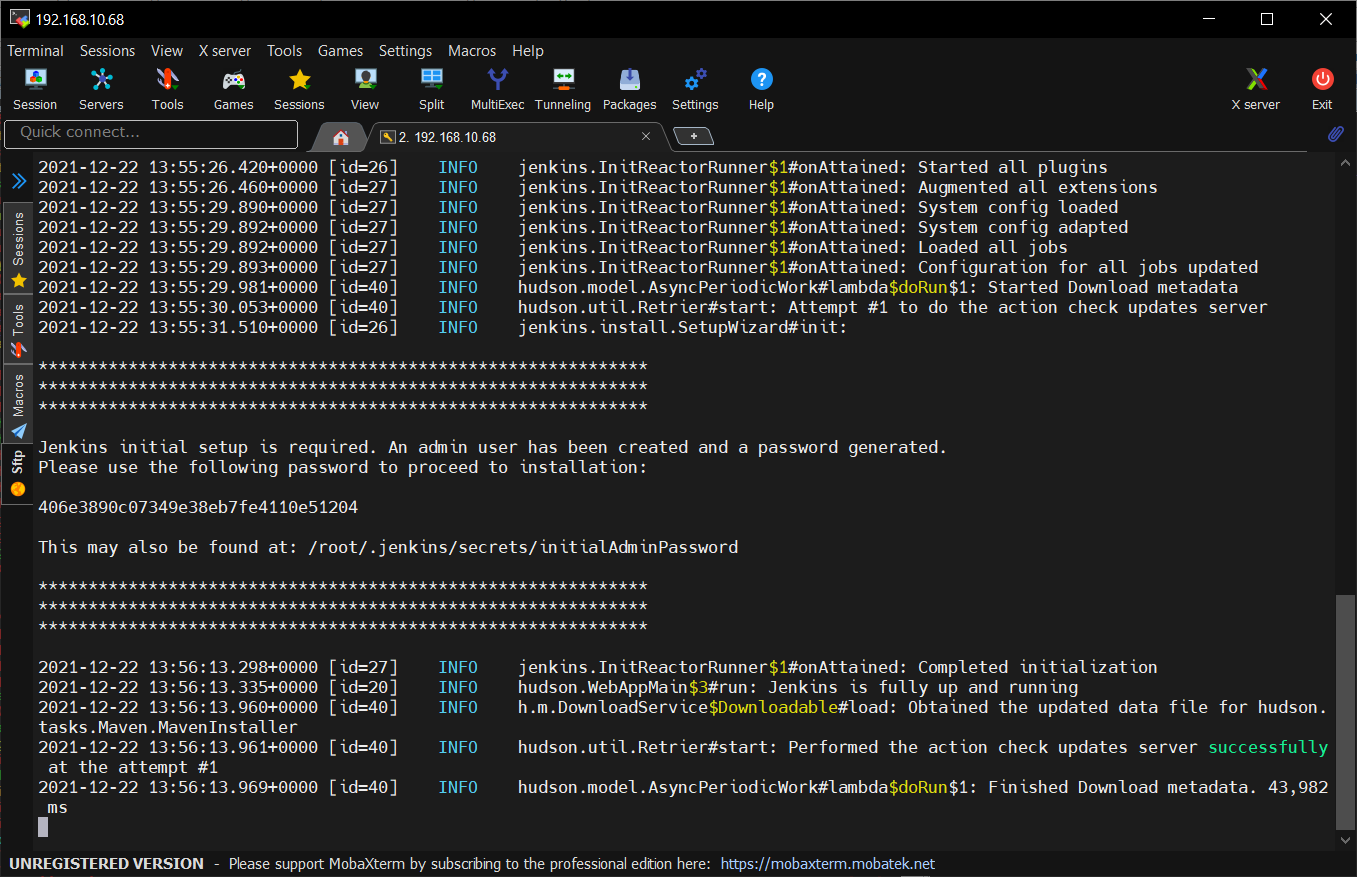 192.168.10.68
Terminal Sessions View X server Tools Games Settings Macros Help
Session Servers Tools Games Sessions View Split MultiExec Tunneling Packages Settings Help X server Exit
Quick connect...
2. 192.168.10.68
Sessions
Tools
Macros
Sftp
2021-12-22 13:55:26.420+0000 [id=26] INFO jenkins.InitReactorRunner$1#onAttained: Started all plugins
2021-12-22 13:55:26.460+0000 [id=27] INFO jenkins.InitReactorRunner$1#onAttained: Augmented all extensions
2021-12-22 13:55:29.890+0000 [id=27] INFO jenkins.InitReactorRunner$1#onAttained: System config loaded
2021-12-22 13:55:29.892+0000 [id=27] INFO jenkins.InitReactorRunner$1#onAttained: System config adapted
2021-12-22 13:55:29.892+0000 [id=27] INFO jenkins.InitReactorRunner$1#onAttained: Loaded all jobs
2021-12-22 13:55:29.893+0000 [id=27] INFO jenkins.InitReactorRunner$1#onAttained: Configuration for all jobs updated
2021-12-22 13:55:29.981+0000 [id=40] INFO hudson.model.AsyncPeriodicWork#lambda$doRun$1: Started Download metadata
2021-12-22 13:55:30.053+0000 [id=40] INFO hudson.util.Retrier#start: Attempt #1 to do the action check updates server
2021-12-22 13:55:31.510+0000 [id=26] INFO jenkins.install.SetupWizard#init:
*************************************************************
*************************************************************
*************************************************************
Jenkins initial setup is required. An admin user has been created and a password generated.
Please use the following password to proceed to installation:
406e3890c07349e38eb7fe4110e51204
This may also be found at: /root/.jenkins/secrets/initialAdminPassword
*************************************************************
*************************************************************
*************************************************************
2021-12-22 13:56:13.298+0000 [id=27] INFO jenkins.InitReactorRunner$1#onAttained: Completed initialization
2021-12-22 13:56:13.335+0000 [id=20] INFO hudson.WebAppMain$3#run: Jenkins is fully up and running
2021-12-22 13:56:13.960+0000 [id=40] INFO h.m.DownloadService$Downloadable#load: Obtained the updated data file for hudson.
tasks.Maven.MavenInstaller
2021-12-22 13:56:13.961+0000 [id=40] INFO hudson.util.Retrier#start: Performed the action check updates server successfully
at the attempt #1
2021-12-22 13:56:13.969+0000 [id=40] INFO hudson.model.AsyncPeriodicWork#lambda$doRun$1: Finished Download metadata. 43,982
ms
UNREGISTERED VERSION - Please support MobaXterm by subscribing to the professional edition here: https://mobaxterm.mobatek.net